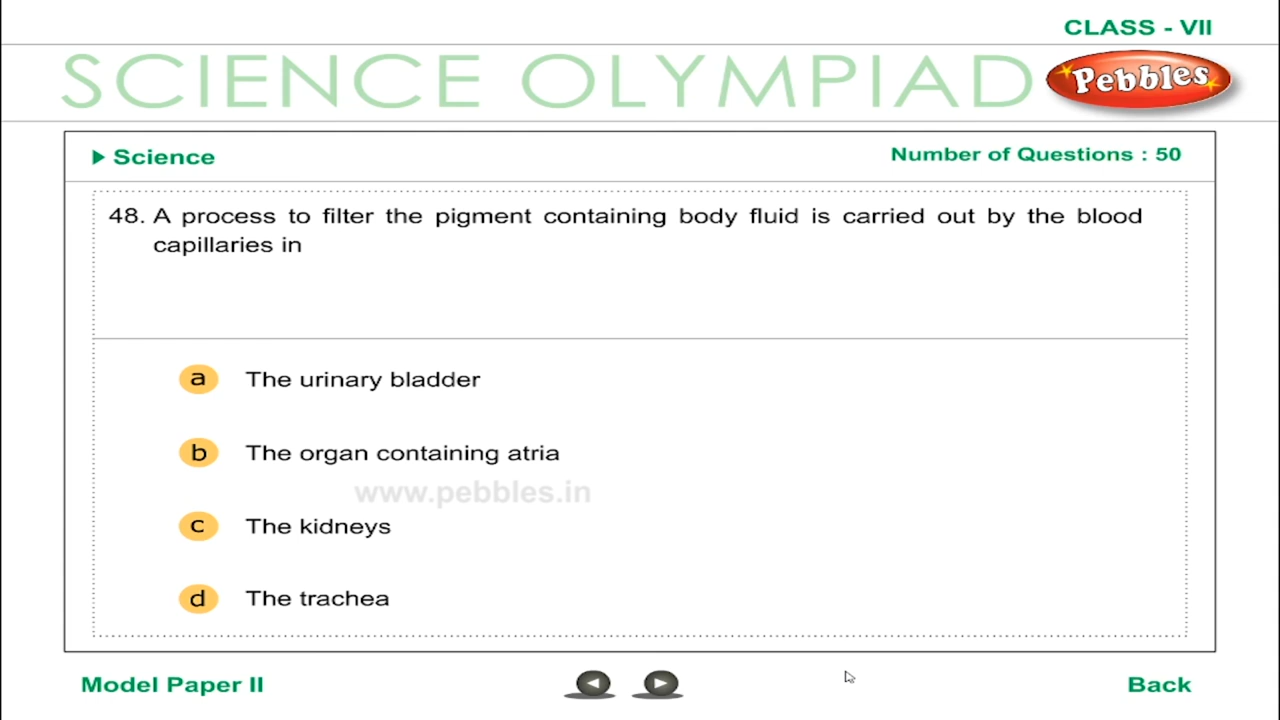 CLASS - VII
SCIENCE OLYMPIAD
Pebbles
Science
Number of Questions : 50
48. A process to filter the pigment containing body fluid is carried out by the blood
capillaries in
a The urinary bladder
b The organ containing atria
www.pebbles.in
c The kidneys
d The trachea
Model Paper II
Back